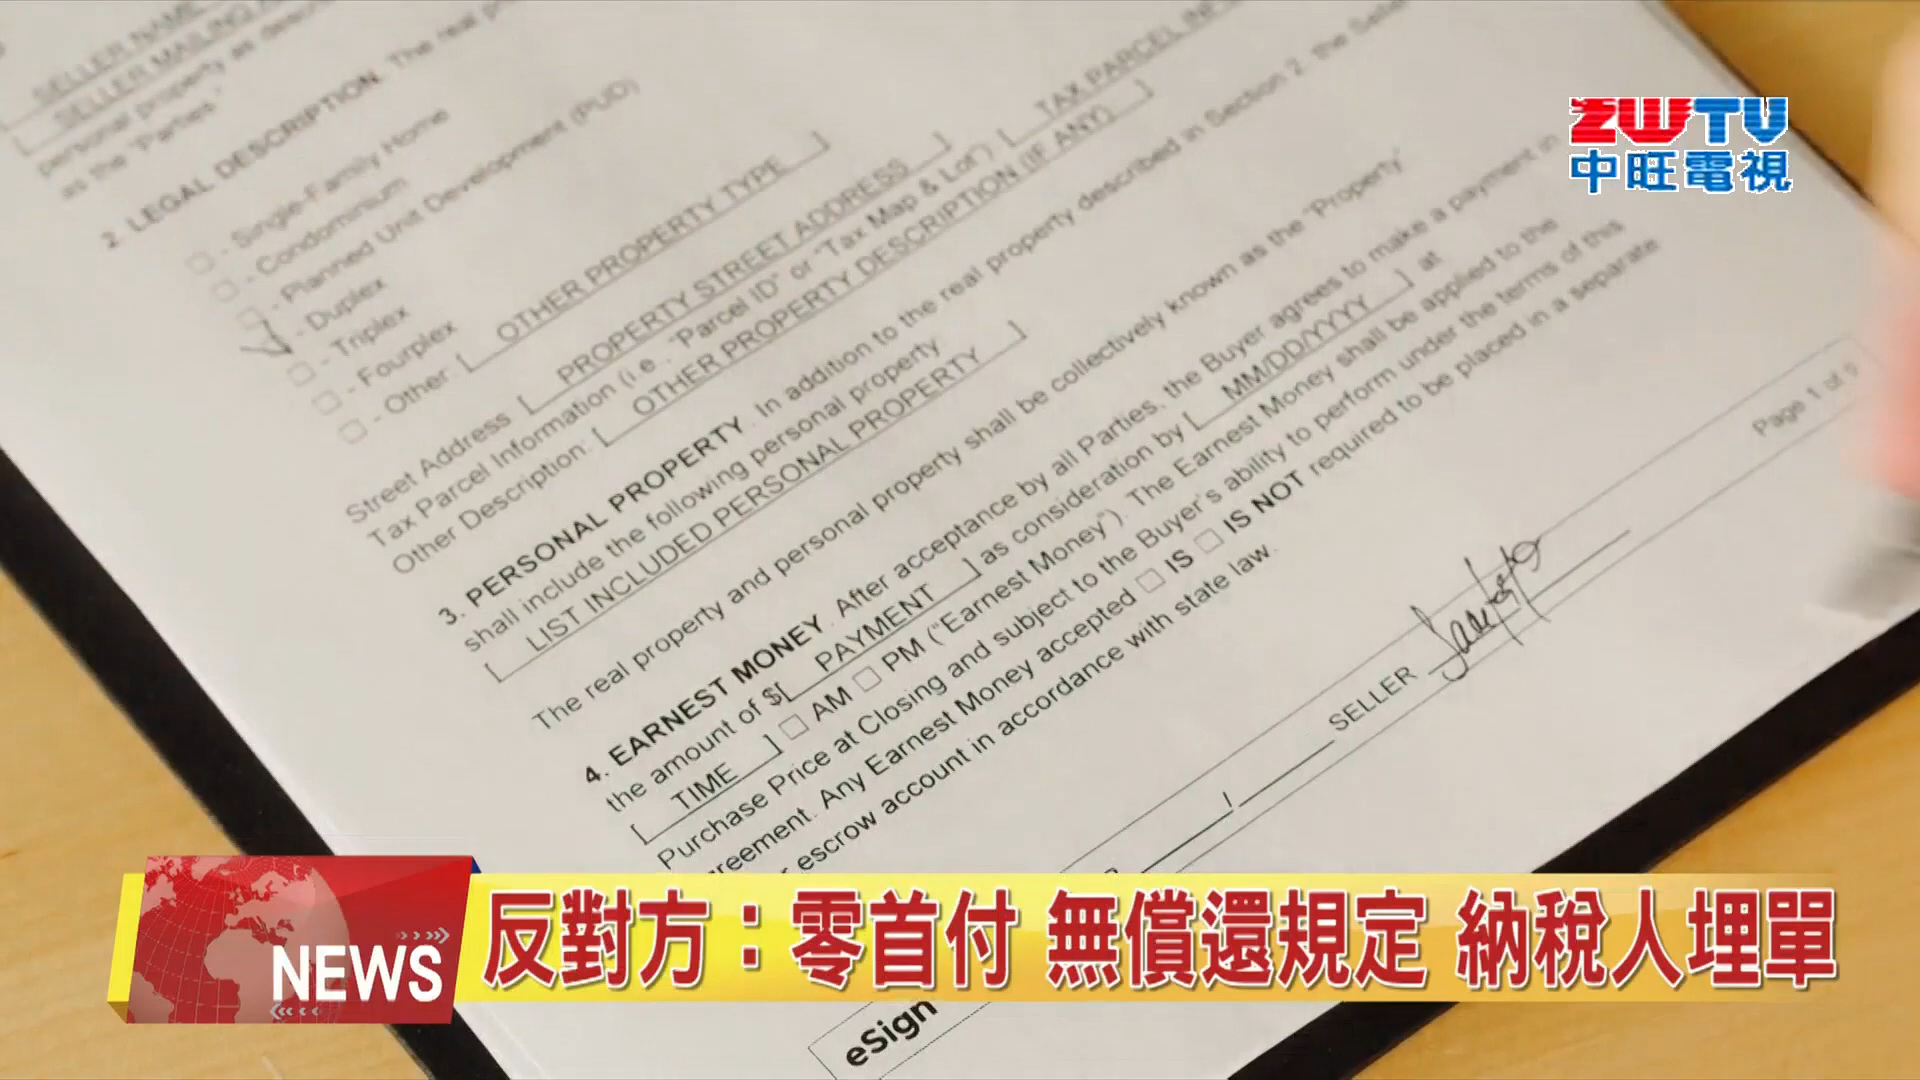 SELLER NAME
SELLER MAILING
personal property as
as the "Parties."
2. LEGAL DESCRIPTION. The real
- Single-Family Home
- Condominium
- Planned Unit Development (PUD)
- Duplex
- Triplex
- Fourplex
- Other: [ OTHER PROPERTY TYPE ]
Street Address [ PROPERTY STREET ADDRESS ]
Tax Parcel Information (i.e. "Parcel ID" or "Tax Map & Lot") [ TAX PARCEL
Other Description: [ OTHER PROPERTY DESCRIPTION (IF ANY) ]
3. PERSONAL PROPERTY. In addition to the real property described in Section 2, the
shall include the following personal property.
[ LIST INCLUDED PERSONAL PROPERTY ]
The real property and personal property shall be collectively known as the "Property"
4. EARNEST MONEY. After acceptance by all Parties, the Buyer agrees to make a payment in
the amount of $[ PAYMENT ] as consideration by [ MM/DD/YYYY ] at
[ TIME ] ☐ AM ☐ PM ("Earnest Money"). The Earnest Money shall be applied to the
Purchase Price at Closing and subject to the Buyer's ability to perform under the terms of this
reement. Any Earnest Money accepted ☐ IS ☐ IS NOT required to be placed in a separate
escrow account in accordance with state law.
SELLER
Page 1 of 9
eSign
ZWTV
中旺電視
NEWS
反對方：零首付 無償還規定 納稅人埋單